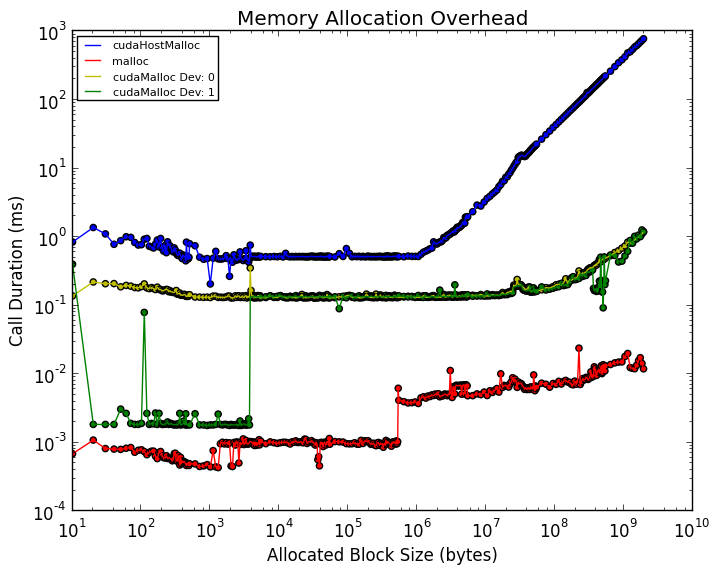 Memory Allocation Overhead
10^3
10^2
10^1
10^0
10^-1
10^-2
10^-3
10^-4
Call Duration (ms)
cudaHostMalloc
malloc
cudaMalloc Dev: 0
cudaMalloc Dev: 1
10^1 10^2 10^3 10^4 10^5 10^6 10^7 10^8 10^9 10^10
Allocated Block Size (bytes)